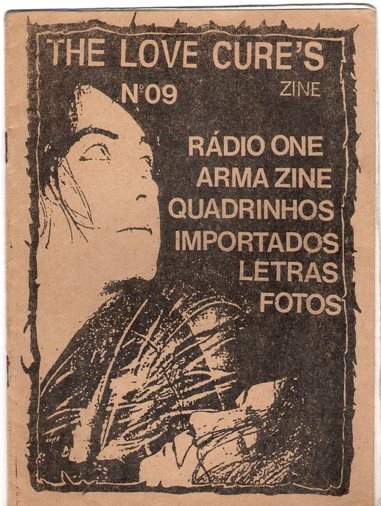 THE LOVE CURE'S
Nº09
ZINE
RÁDIO ONE
ARMA ZINE
QUADRINHOS
IMPORTADOS
LETRAS
FOTOS